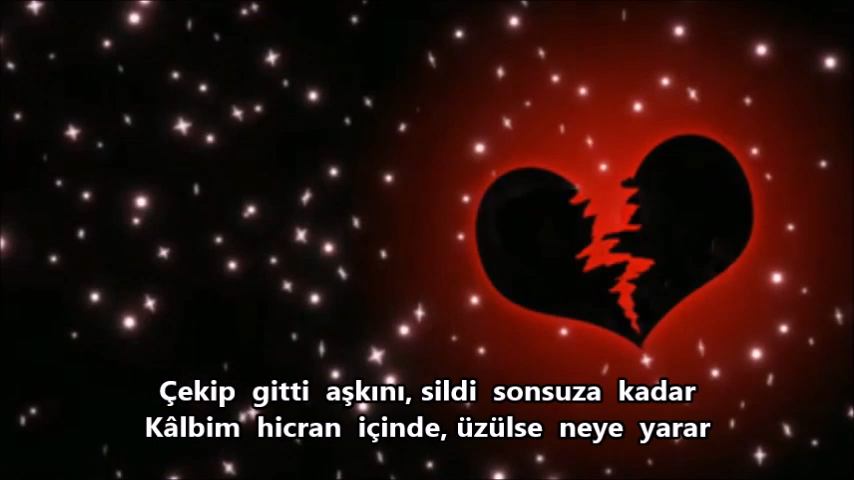 Çekip gitti aşkını, sildi sonsuza kadar
Kâlbim hicran içinde, üzülse neye yarar